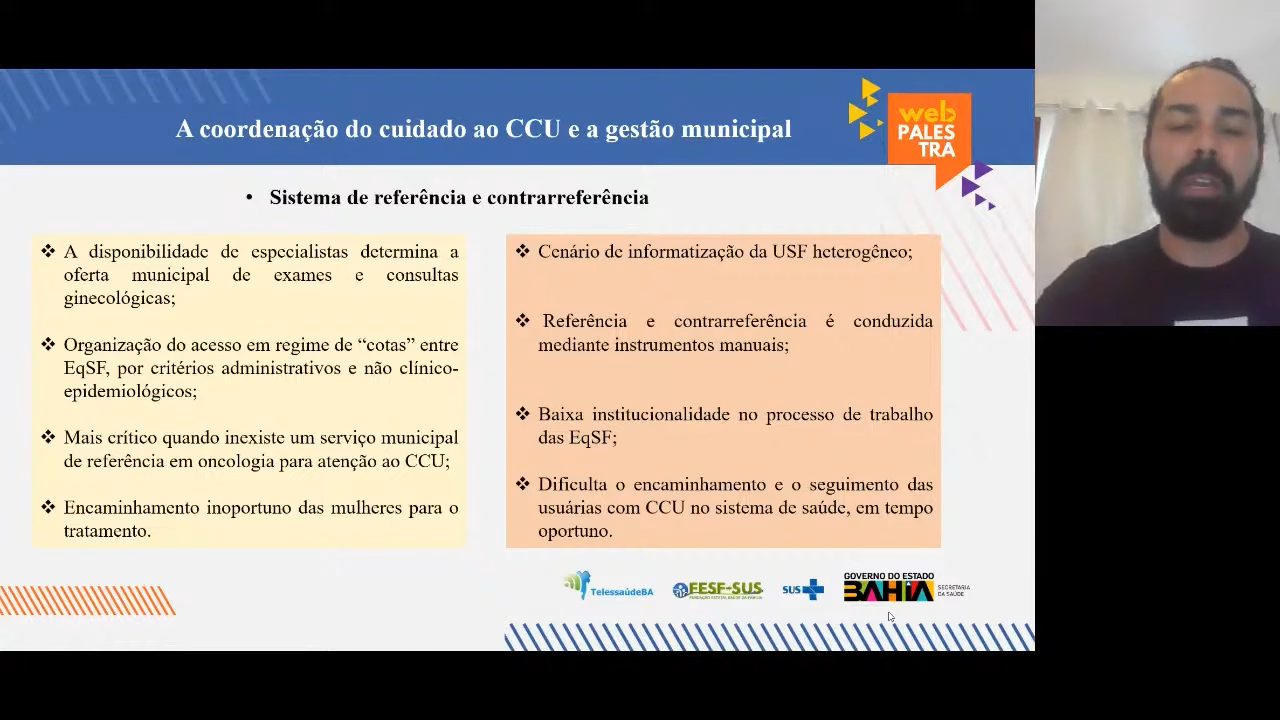 A coordenação do cuidado ao CCU e a gestão municipal
web
PALES
TRA
• Sistema de referência e contrarreferência
❖ A disponibilidade de especialistas determina a
oferta municipal de exames e consultas
ginecológicas;
❖ Organização do acesso em regime de “cotas” entre
EqSF, por critérios administrativos e não clínico-
epidemiológicos;
❖ Mais crítico quando inexiste um serviço municipal
de referência em oncologia para atenção ao CCU;
❖ Encaminhamento inoportuno das mulheres para o
tratamento.
❖ Cenário de informatização da USF heterogêneo;
❖ Referência e contrarreferência é conduzida
mediante instrumentos manuais;
❖ Baixa institucionalidade no processo de trabalho
das EqSF;
❖ Dificulta o encaminhamento e o seguimento das
usuárias com CCU no sistema de saúde, em tempo
oportuno.
TelessaúdeBA
FESF-SUS
SUS
GOVERNO DO ESTADO
BAHIA
SECRETARIA
DA SAÚDE